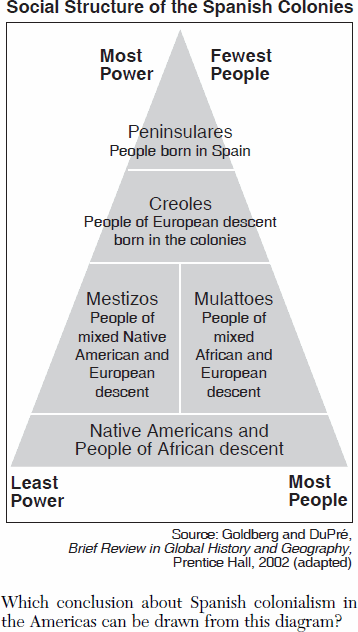 Social Structure of the Spanish Colonies
Most
Power
Fewest
People
Peninsulares
People born in Spain
Creoles
People of European descent
born in the colonies
Mestizos
People of
mixed Native
American and
European
descent
Mulattoes
People of
mixed
African and
European
descent
Native Americans and
People of African descent
Least
Power
Most
People
Source: Goldberg and DuPré,
Brief Review in Global History and Geography,
Prentice Hall, 2002 (adapted)
Which conclusion about Spanish colonialism in
the Americas can be drawn from this diagram?